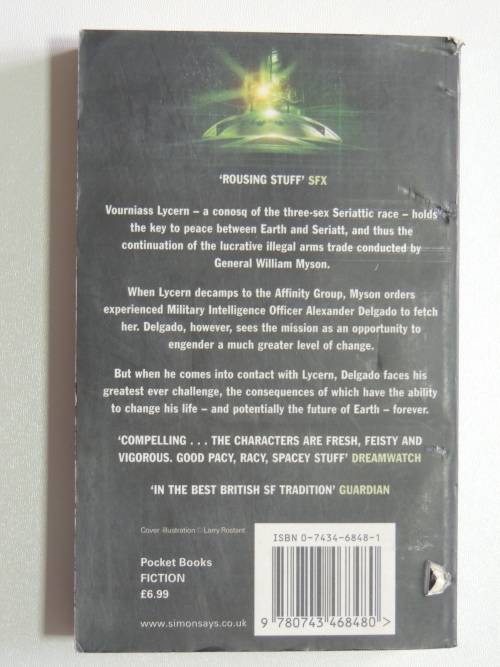 ‘ROUSING STUFF’ SFX
Vourniass Lycern – a conosq of the three-sex Seriattic race – holds
the key to peace between Earth and Seriatt, and thus the
continuation of the lucrative illegal arms trade conducted by
General William Myson.
When Lycern decamps to the Affinity Group, Myson orders
experienced Military Intelligence Officer Alexander Delgado to fetch
her. Delgado, however, sees the mission as an opportunity to
engender a much greater level of change.
But when he comes into contact with Lycern, Delgado faces his
greatest ever challenge, the consequences of which have the ability
to change his life – and potentially the future of Earth – forever.
‘COMPELLING . . . THE CHARACTERS ARE FRESH, FEISTY AND
VIGOROUS. GOOD PACY, RACY, SPACEY STUFF’ DREAMWATCH
‘IN THE BEST BRITISH SF TRADITION’ GUARDIAN
Cover illustration © Larry Rostant
Pocket Books
FICTION
£6.99
www.simonsays.co.uk
ISBN 0-7434-6848-1
9 780743 468480 >